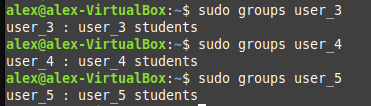 alex@alex-VirtualBox:~$ sudo groups user_3
user_3 : user_3 students
alex@alex-VirtualBox:~$ sudo groups user_4
user_4 : user_4 students
alex@alex-VirtualBox:~$ sudo groups user_5
user_5 : user_5 students